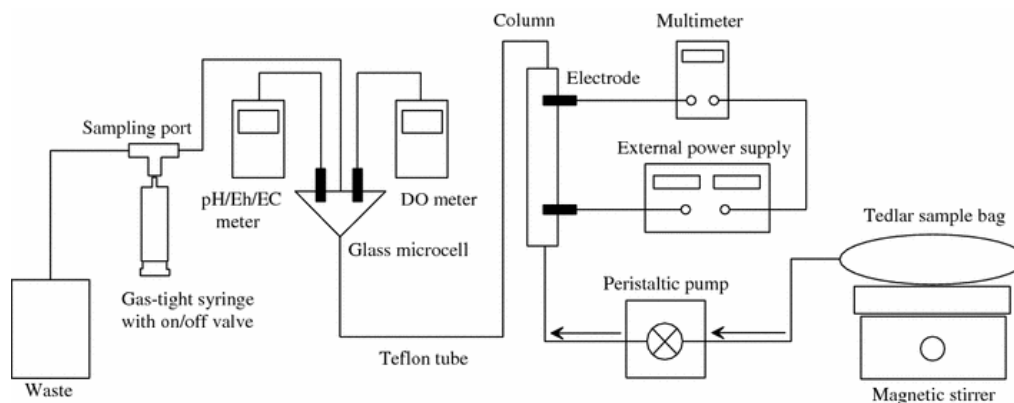 Column
Multimeter
Electrode
Sampling port
External power supply
pH/Eh/EC
meter
DO meter
Tedlar sample bag
Glass microcell
Peristaltic pump
Gas-tight syringe
with on/off valve
Teflon tube
Waste
Magnetic stirrer